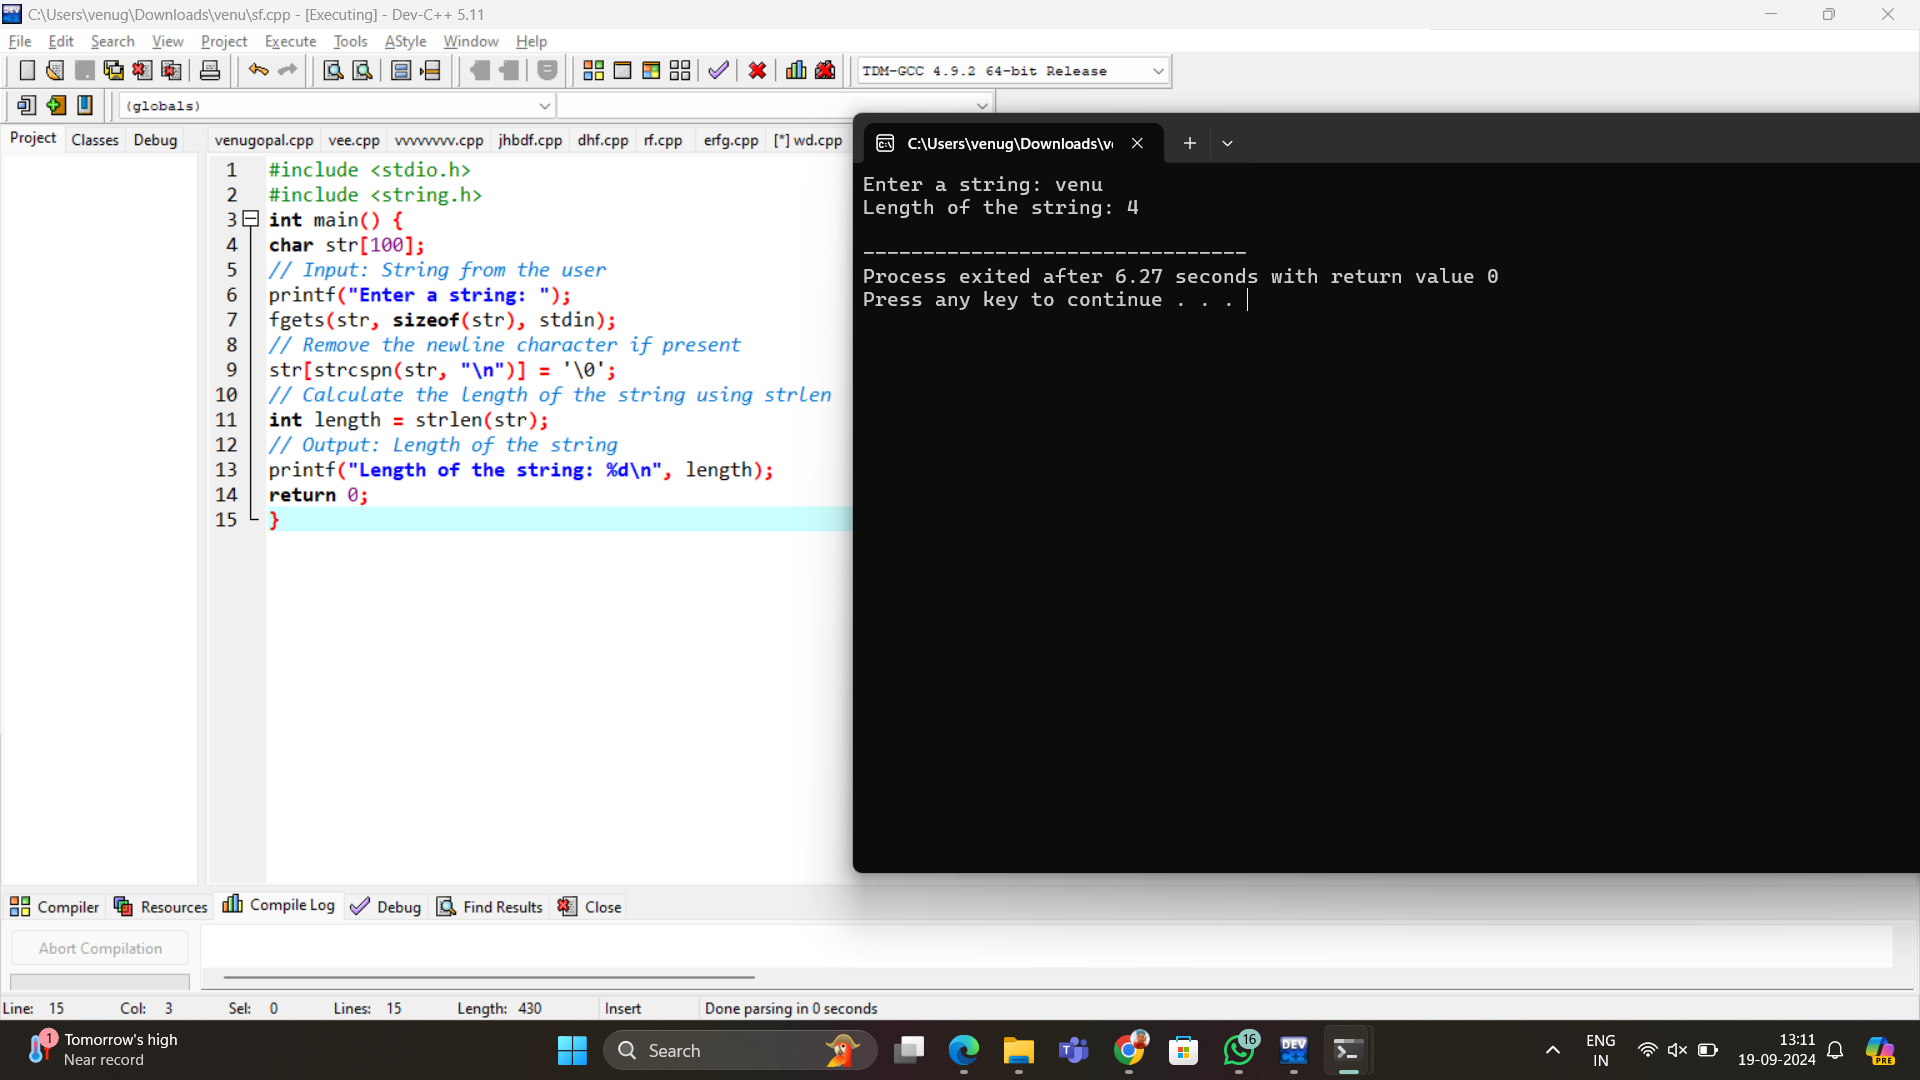 C:\Users\venug\Downloads\venu\sf.cpp - [Executing] - Dev-C++ 5.11
File Edit Search View Project Execute Tools AStyle Window Help
TDM-GCC 4.9.2 64-bit Release
(globals)
Project Classes Debug
venugopal.cpp vee.cpp vvvvvvvv.cpp jhbdf.cpp dhf.cpp rf.cpp erfg.cpp [*] wd.cpp
1 #include <stdio.h>
2 #include <string.h>
3 int main() {
4 char str[100];
5 // Input: String from the user
6 printf("Enter a string: ");
7 fgets(str, sizeof(str), stdin);
8 // Remove the newline character if present
9 str[strcspn(str, "\n")] = '\0';
10 // Calculate the length of the string using strlen
11 int length = strlen(str);
12 // Output: Length of the string
13 printf("Length of the string: %d\n", length);
14 return 0;
15 }
C:\Users\venug\Downloads\v
Enter a string: venu
Length of the string: 4
--------------------------------
Process exited after 6.27 seconds with return value 0
Press any key to continue . . .
Compiler Resources Compile Log Debug Find Results Close
Abort Compilation
Line: 15 Col: 3 Sel: 0 Lines: 15 Length: 430 Insert Done parsing in 0 seconds
1
Tomorrow's high
Near record
Search
16
DEV
ENG
IN
13:11
19-09-2024
PRE